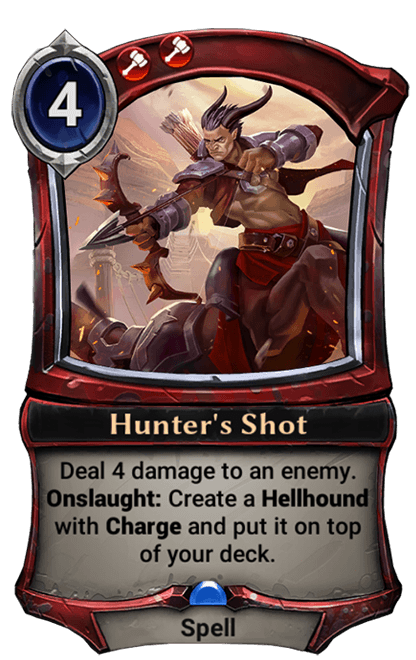 4
Hunter's Shot
Deal 4 damage to an enemy.
Onslaught: Create a Hellhound
with Charge and put it on top
of your deck.
Spell